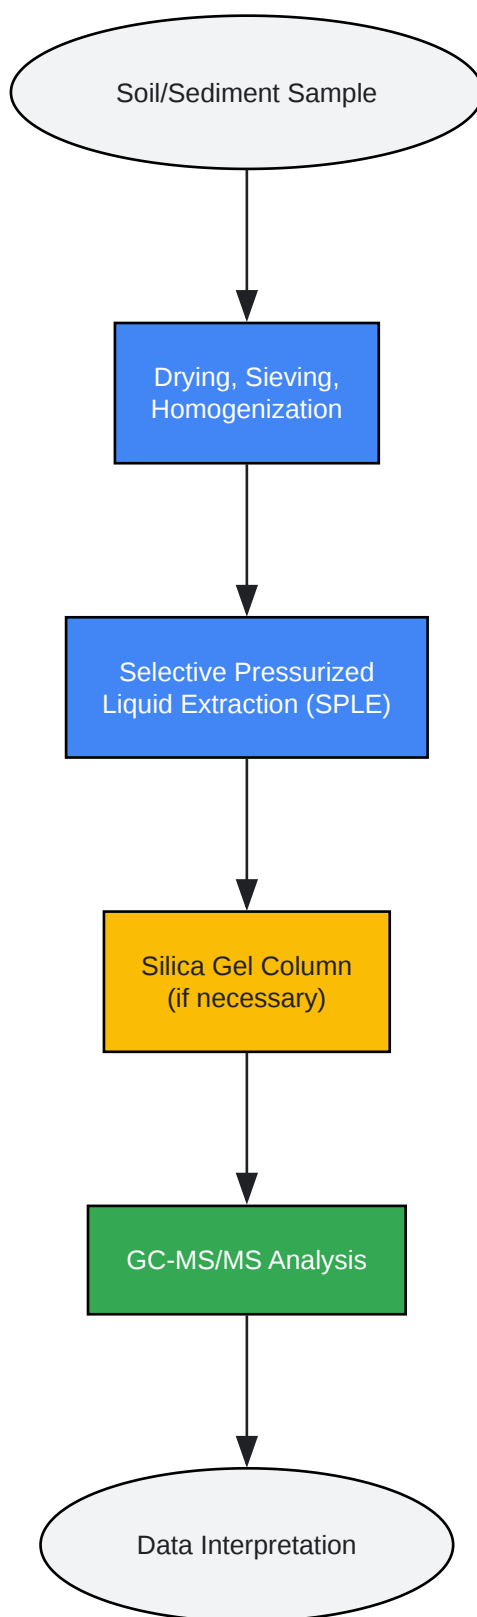 Soil/Sediment Sample
Drying, Sieving,
Homogenization
Selective Pressurized
Liquid Extraction (SPLE)
Silica Gel Column
(if necessary)
GC-MS/MS Analysis
Data Interpretation